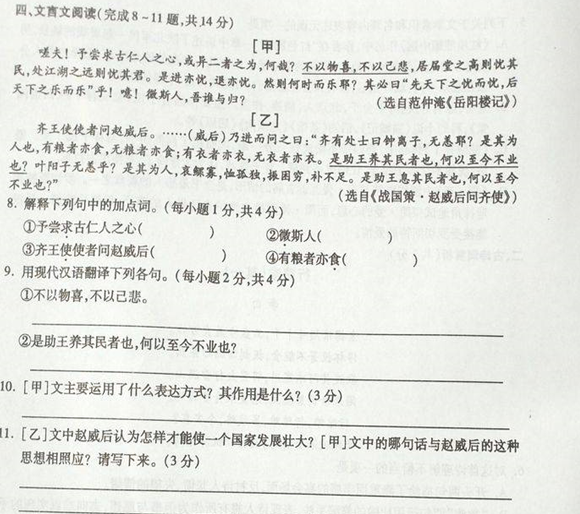 四、文言文阅读(完成8~11题,共14分)
[甲]
嗟夫!予尝求古仁人之心,或异二者之为,何哉?不以物喜,不以己悲,居庙堂之高则忧其
民,处江湖之远则忧其君。是进亦忧,退亦忧。然则何时而乐耶?其必曰“先天下之忧而忧,后
天下之乐而乐”乎!噫!微斯人,吾谁与归?
(选自范仲淹《岳阳楼记》)
[乙]
齐王使使者问赵威后。……(威后)乃进而问之曰:“齐有处士曰钟离子,无恙耶?是其为
人也,有粮者亦食,无粮者亦食;有衣者亦衣,无衣者亦衣。是助王养其民者也,何以至今不业
也?叶阳子无恙乎?是其为人,哀鳏寡,恤孤独,振困穷,补不足。是助王息其民者也,何以至今
不业也?”
(选自《战国策·赵威后问齐使》)
8. 解释下列句中的加点词。(每小题1分,共4分)
①予尝求古仁人之心( ) ②微斯人( )
③齐王使使者问赵威后( ) ④有粮者亦食( )
9. 用现代汉语翻译下列各句。(每小题2分,共4分)
①不以物喜,不以己悲。
②是助王养其民者也,何以至今不业也?
10. [甲]文主要运用了什么表达方式?其作用是什么?(3分)
11. [乙]文中赵威后认为怎样才能使一个国家发展壮大?[甲]文中的哪句话与赵威后的这种
思想相照应?请写下来。(3分)